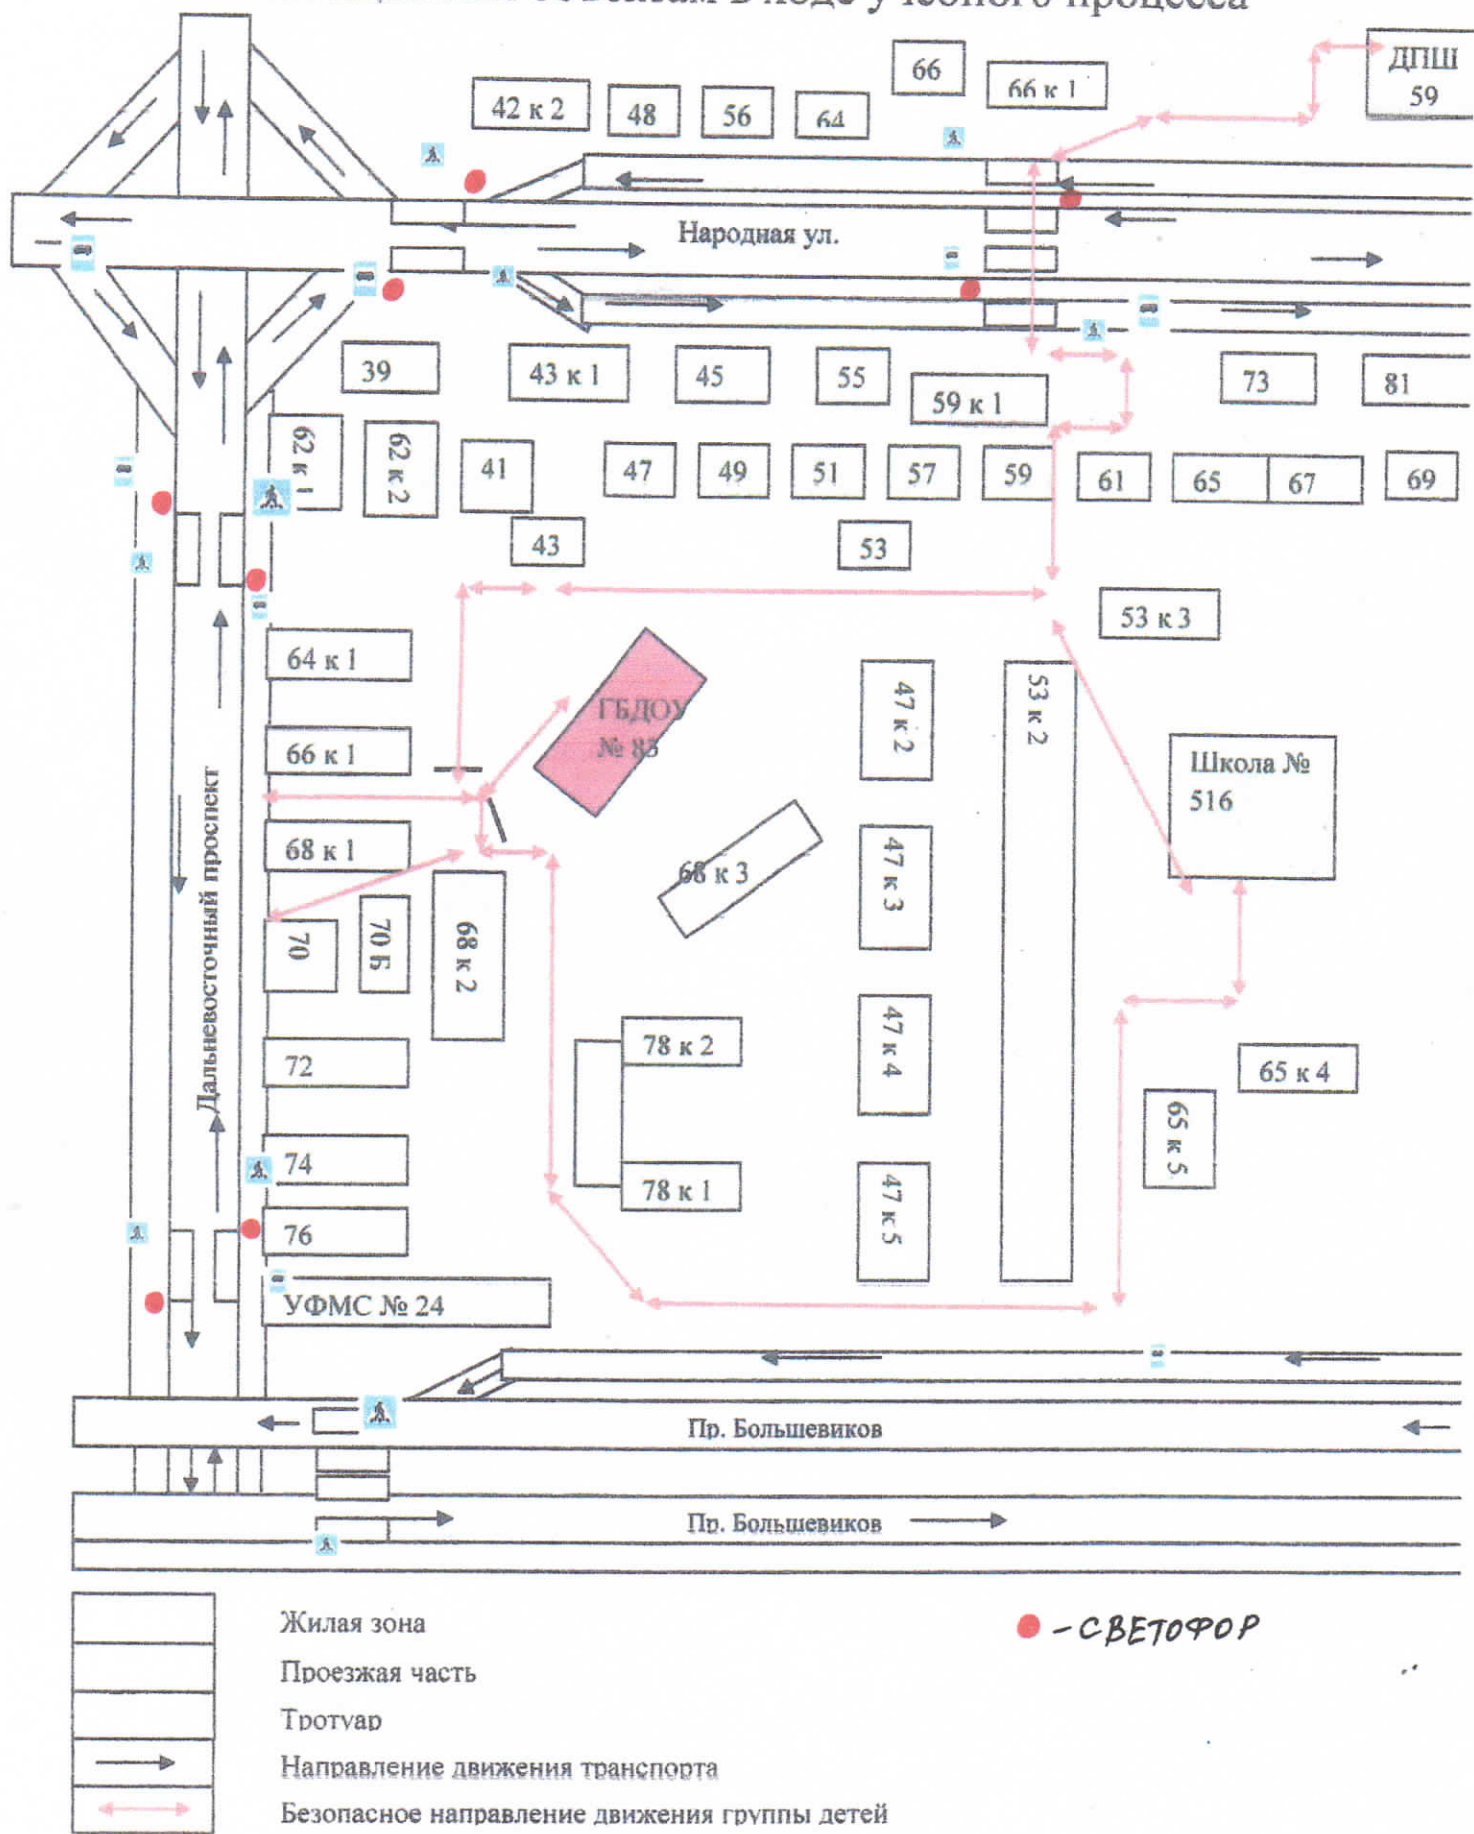 в ходе учебного процесса
ДПШ
59
66
66 к 1
42 к 2
48
56
64
Народная ул.
39
43 к 1
45
55
59 к 1
73
81
62 к 1
62 к 2
41
47
49
51
57
59
61
65
67
69
43
53
53 к 3
64 к 1
ГБДОУ
№ 83
47 к 2
53 к 2
66 к 1
Школа №
516
Дальневосточный проспект
68 к 1
68 к 3
47 к 3
70
70 Б
68 к 2
78 к 2
47 к 4
72
65 к 4
65 к 5
74
78 к 1
47 к 5
76
УФМС № 24
Пр. Большевиков
Пр. Большевиков
Жилая зона
Проезжая часть
Тротуар
Направление движения транспорта
Безопасное направление движения группы детей
- СВЕТОФОР